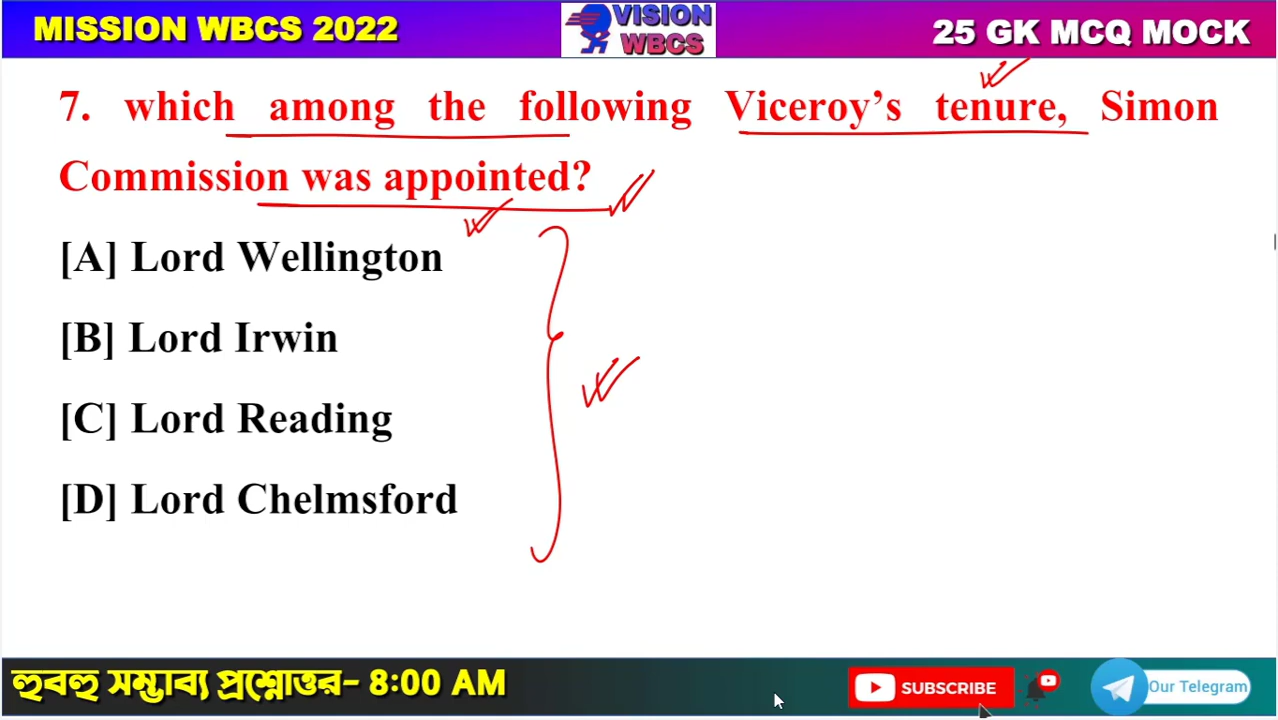 MISSION WBCS 2022
VISION
WBCS
25 GK MCQ MOCK
7. which among the following Viceroy’s tenure, Simon
Commission was appointed?
[A] Lord Wellington
[B] Lord Irwin
[C] Lord Reading
[D] Lord Chelmsford
হুবহু সম্ভাব্য প্রশ্নোত্তর- 8:00 AM
SUBSCRIBE
Our Telegram